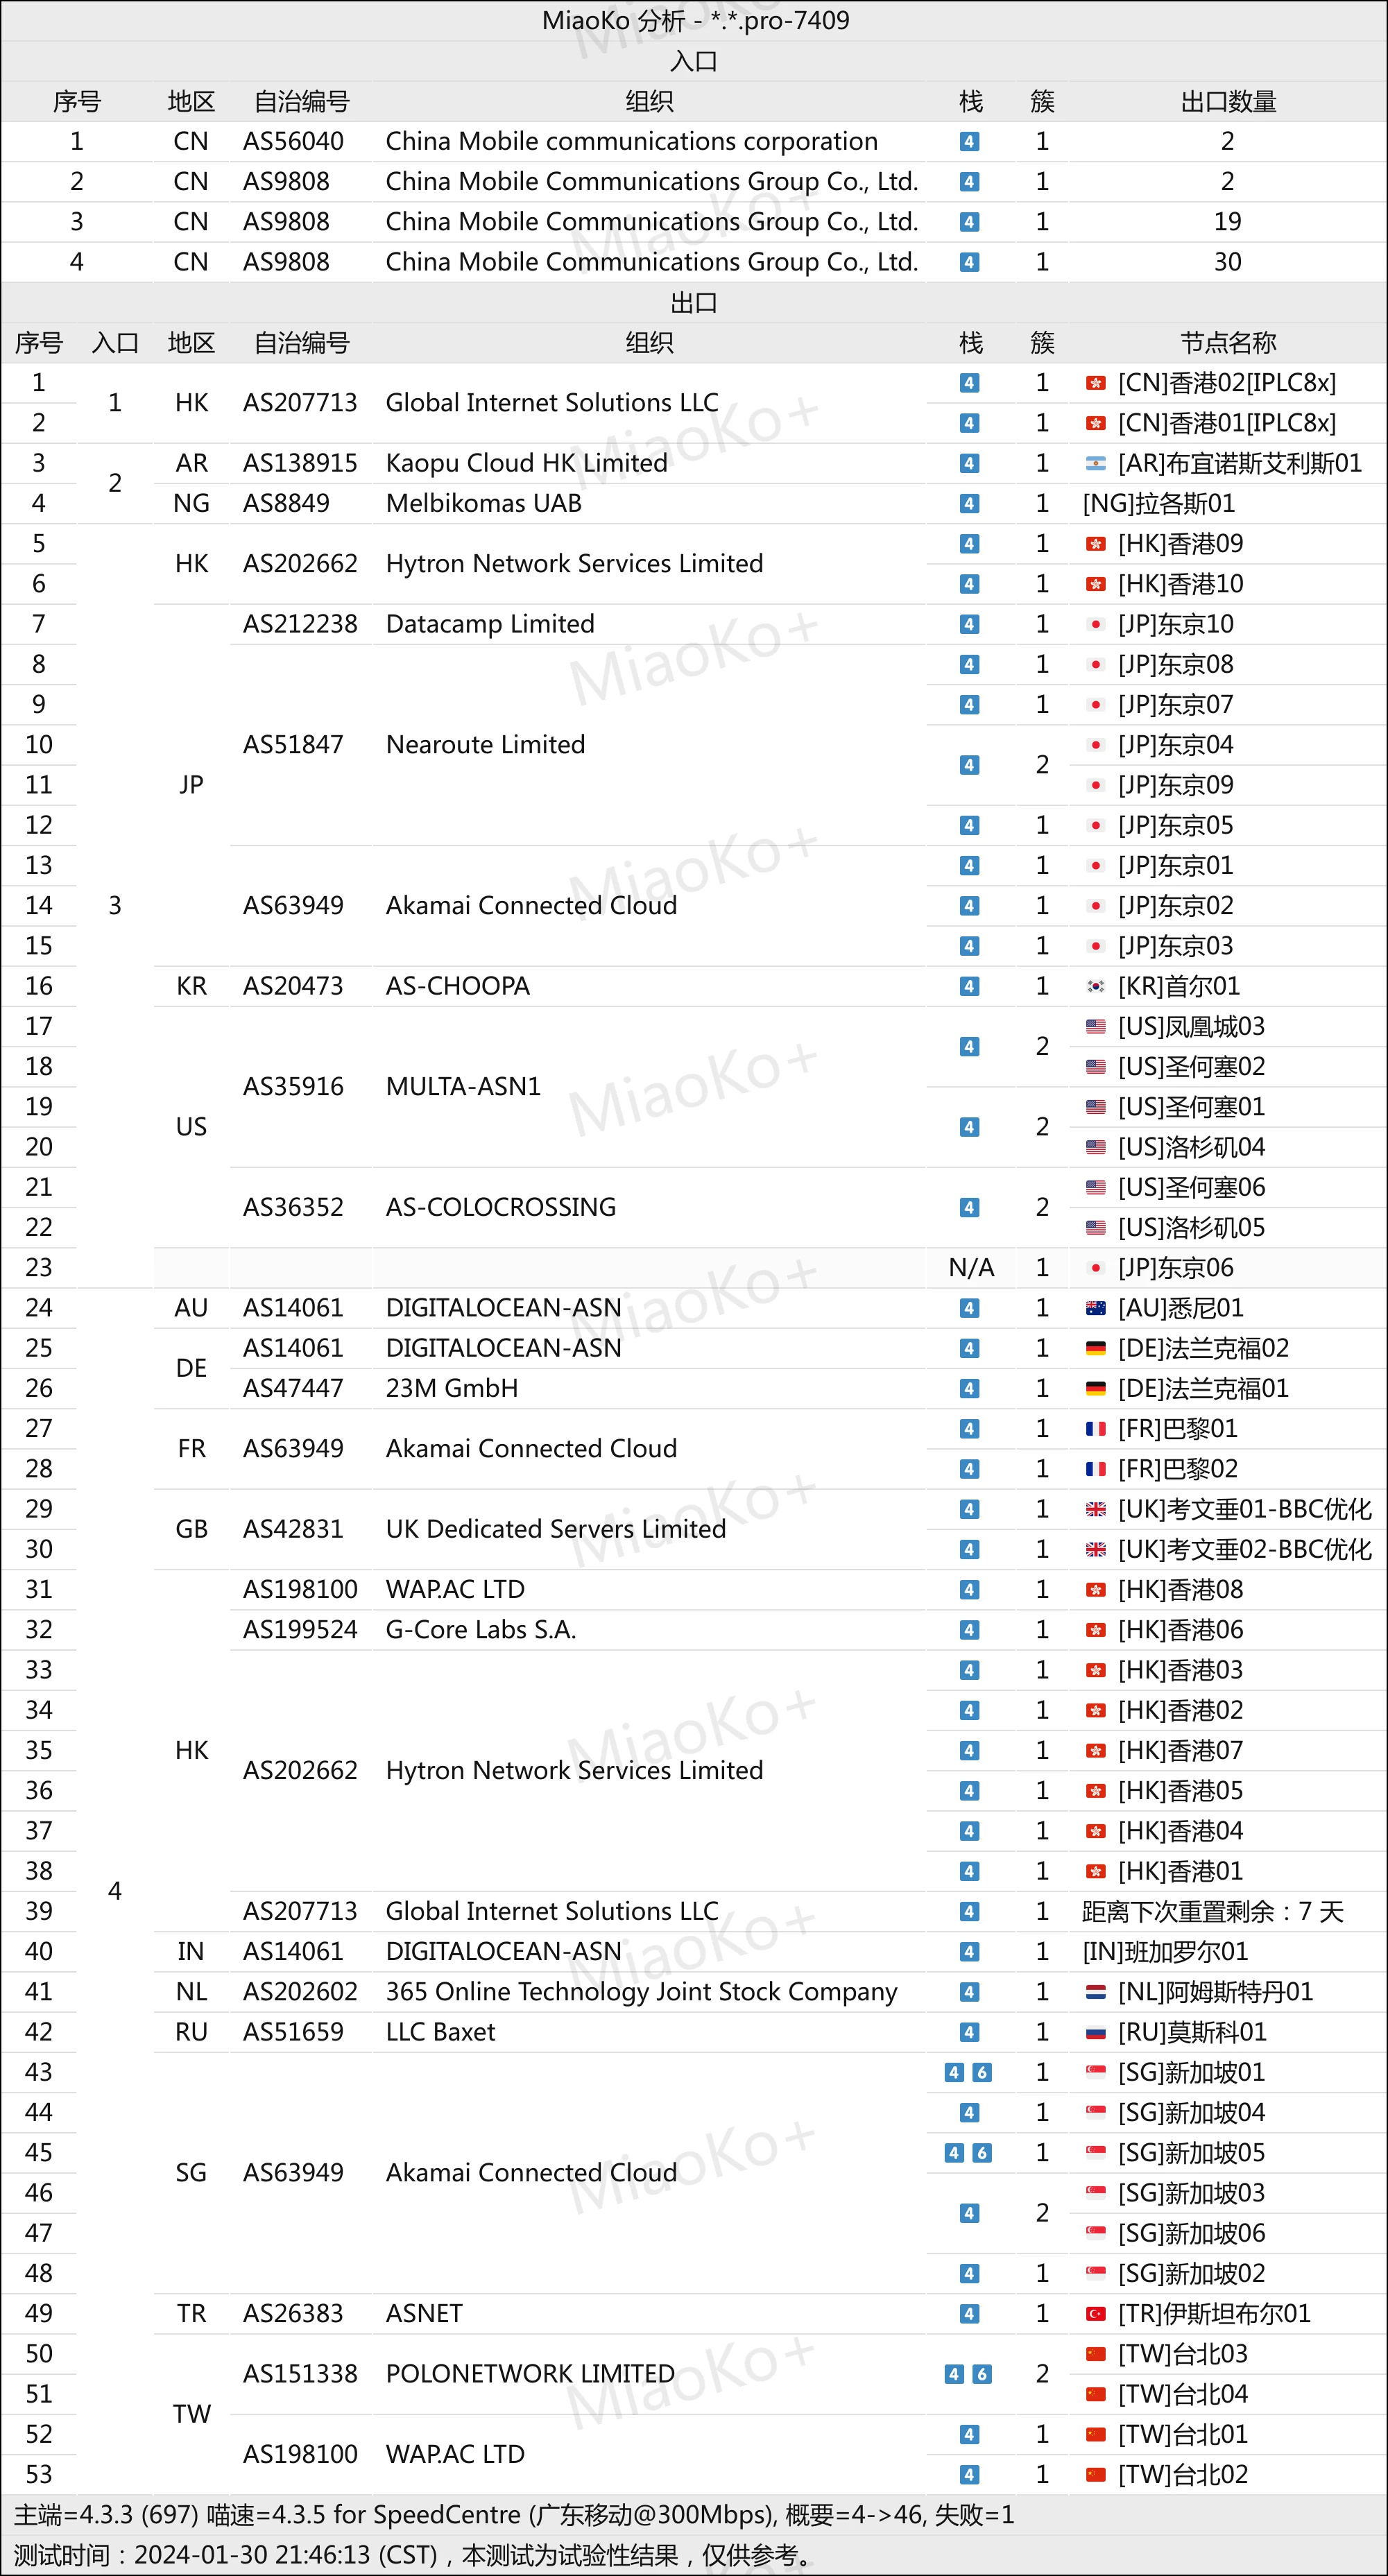 MiaoKo 分析 - *.*.pro-7409
入口
序号 地区 自治编号 组织 栈 簇 出口数量
1 CN AS56040 China Mobile communications corporation 4 1 2
2 CN AS9808 China Mobile Communications Group Co., Ltd. 4 1 2
3 CN AS9808 China Mobile Communications Group Co., Ltd. 4 1 19
4 CN AS9808 China Mobile Communications Group Co., Ltd. 4 1 30
出口
序号 入口 地区 自治编号 组织 栈 簇 节点名称
1 1 HK AS207713 Global Internet Solutions LLC 4 1 [CN]香港02[IPLC8x]
2 4 1 [CN]香港01[IPLC8x]
3 2 AR AS138915 Kaopu Cloud HK Limited 4 1 [AR]布宜诺斯艾利斯01
4 NG AS8849 Melbikomas UAB 4 1 [NG]拉各斯01
5 3 HK AS202662 Hytron Network Services Limited 4 1 [HK]香港09
6 4 1 [HK]香港10
7 JP AS212238 Datacamp Limited 4 1 [JP]东京10
8 AS51847 Nearoute Limited 4 1 [JP]东京08
9 4 1 [JP]东京07
10 4 2 [JP]东京04
11 [JP]东京09
12 4 1 [JP]东京05
13 AS63949 Akamai Connected Cloud 4 1 [JP]东京01
14 4 1 [JP]东京02
15 4 1 [JP]东京03
16 KR AS20473 AS-CHOOPA 4 1 [KR]首尔01
17 US AS35916 MULTA-ASN1 4 2 [US]凤凰城03
18 [US]圣何塞02
19 4 2 [US]圣何塞01
20 [US]洛杉矶04
21 AS36352 AS-COLOCROSSING 4 2 [US]圣何塞06
22 [US]洛杉矶05
23 N/A 1 [JP]东京06
24 4 AU AS14061 DIGITALOCEAN-ASN 4 1 [AU]悉尼01
25 DE AS14061 DIGITALOCEAN-ASN 4 1 [DE]法兰克福02
26 AS47447 23M GmbH 4 1 [DE]法兰克福01
27 FR AS63949 Akamai Connected Cloud 4 1 [FR]巴黎01
28 4 1 [FR]巴黎02
29 GB AS42831 UK Dedicated Servers Limited 4 1 [UK]考文垂01-BBC优化
30 4 1 [UK]考文垂02-BBC优化
31 HK AS198100 WAP.AC LTD 4 1 [HK]香港08
32 AS199524 G-Core Labs S.A. 4 1 [HK]香港06
33 AS202662 Hytron Network Services Limited 4 1 [HK]香港03
34 4 1 [HK]香港02
35 4 1 [HK]香港07
36 4 1 [HK]香港05
37 4 1 [HK]香港04
38 4 1 [HK]香港01
39 AS207713 Global Internet Solutions LLC 4 1 距离下次重置剩余：7 天
40 IN AS14061 DIGITALOCEAN-ASN 4 1 [IN]班加罗尔01
41 NL AS202602 365 Online Technology Joint Stock Company 4 1 [NL]阿姆斯特丹01
42 RU AS51659 LLC Baxet 4 1 [RU]莫斯科01
43 SG AS63949 Akamai Connected Cloud 4 6 1 [SG]新加坡01
44 4 1 [SG]新加坡04
45 4 6 1 [SG]新加坡05
46 4 2 [SG]新加坡03
47 [SG]新加坡06
48 4 1 [SG]新加坡02
49 TR AS26383 ASNET 4 1 [TR]伊斯坦布尔01
50 TW AS151338 POLONETWORK LIMITED 4 6 2 [TW]台北03
51 [TW]台北04
52 AS198100 WAP.AC LTD 4 1 [TW]台北01
53 4 1 [TW]台北02
主端=4.3.3 (697) 喵速=4.3.5 for SpeedCentre (广东移动@300Mbps), 概要=4->46, 失败=1
测试时间：2024-01-30 21:46:13 (CST)，本测试为试验性结果，仅供参考。